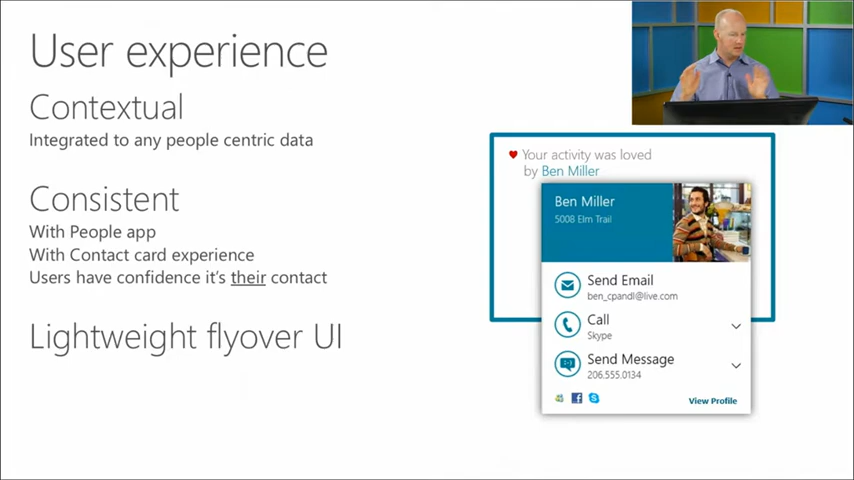 User experience
Contextual
Integrated to any people centric data
Consistent
With People app
With Contact card experience
Users have confidence it's their contact
Lightweight flyover UI
Your activity was loved
by Ben Miller
Ben Miller
5008 Elm Trail
Send Email
ben_cpandl@live.com
Call
Skype
Send Message
206.555.0134
View Profile